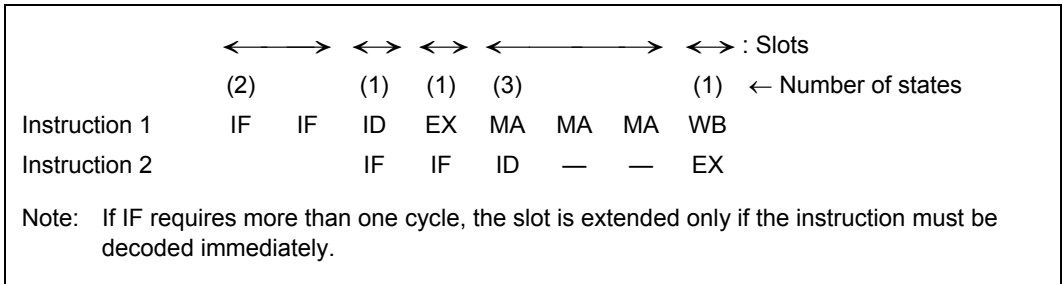 ←→ ←→ ←→ ←→ ←→ : Slots
(2) (1) (1) (3) (1) ← Number of states
Instruction 1 IF IF ID EX MA MA MA WB
Instruction 2 IF IF ID — — EX
Note: If IF requires more than one cycle, the slot is extended only if the instruction must be
decoded immediately.